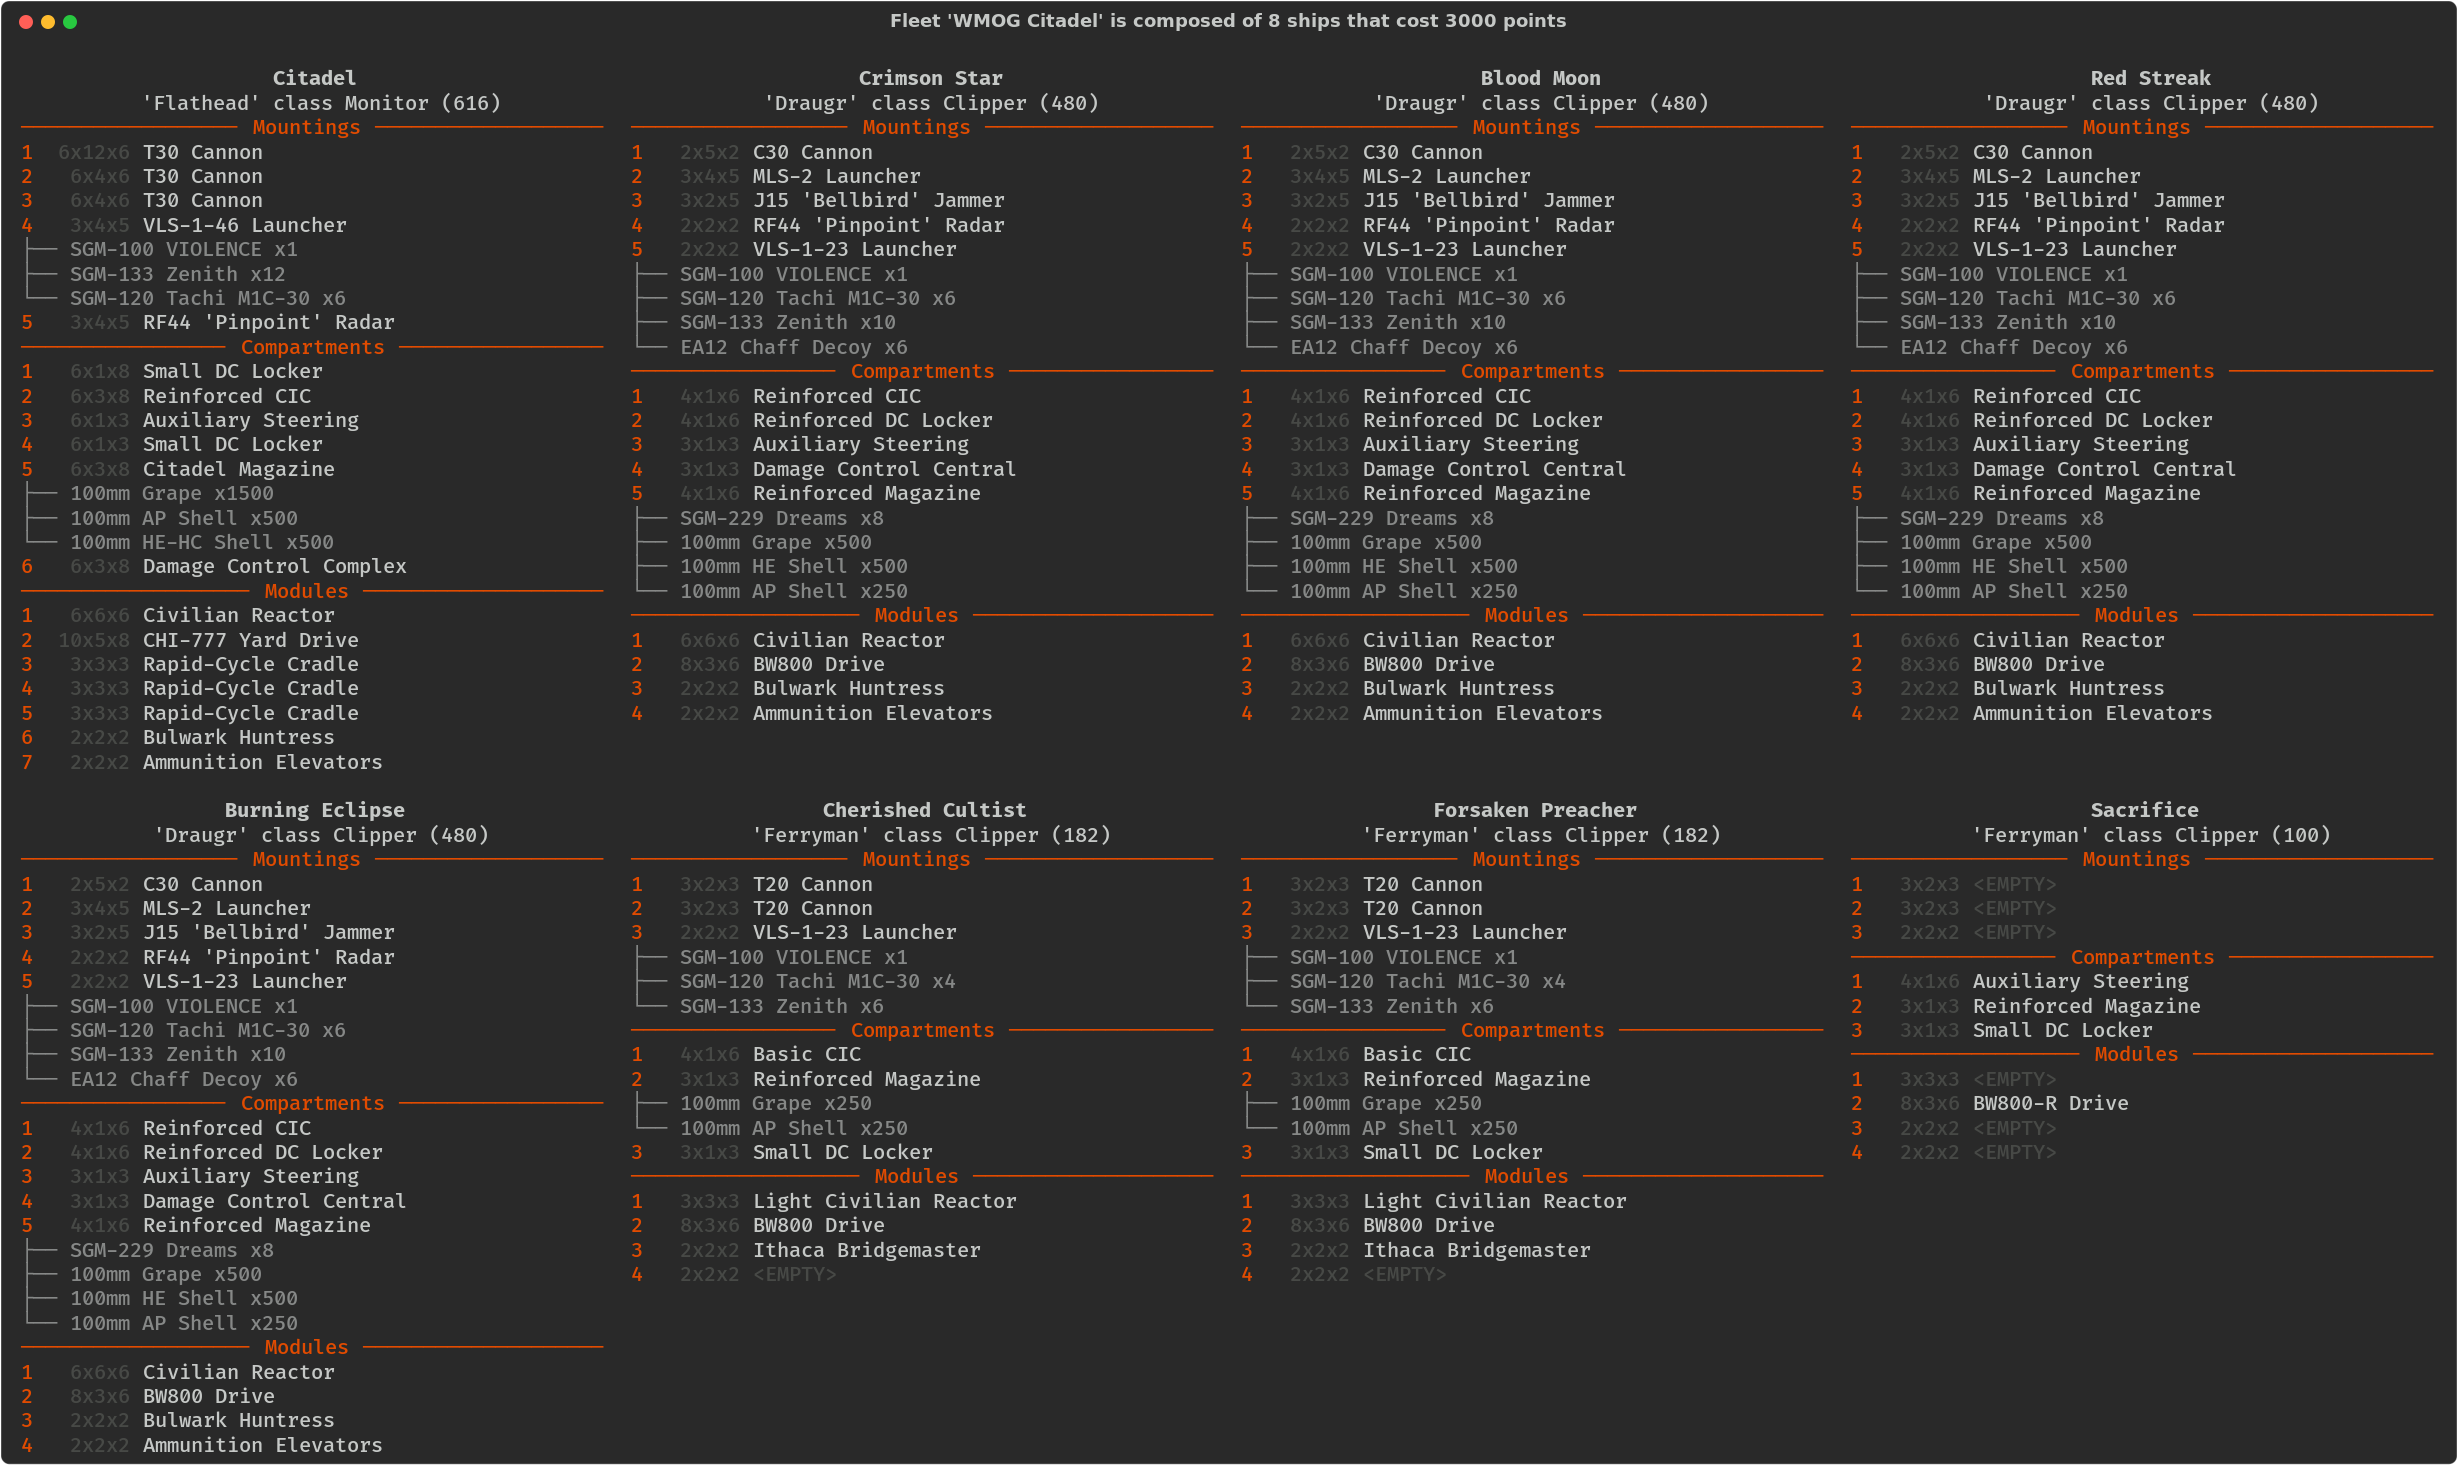 Fleet 'WMOG Citadel' is composed of 8 ships that cost 3000 points
Citadel
'Flathead' class Monitor (616)
Mountings
1 6x12x6 T30 Cannon
2 6x4x6 T30 Cannon
3 6x4x6 T30 Cannon
4 3x4x5 VLS-1-46 Launcher
SGM-100 VIOLENCE x1
SGM-133 Zenith x12
SGM-120 Tachi M1C-30 x6
5 3x4x5 RF44 'Pinpoint' Radar
Compartments
1 6x1x8 Small DC Locker
2 6x3x8 Reinforced CIC
3 6x1x3 Auxiliary Steering
4 6x1x3 Small DC Locker
5 6x3x8 Citadel Magazine
100mm Grape x1500
100mm AP Shell x500
100mm HE-HC Shell x500
6 6x3x8 Damage Control Complex
Modules
1 6x6x6 Civilian Reactor
2 10x5x8 CHI-777 Yard Drive
3 3x3x3 Rapid-Cycle Cradle
4 3x3x3 Rapid-Cycle Cradle
5 3x3x3 Rapid-Cycle Cradle
6 2x2x2 Bulwark Huntress
7 2x2x2 Ammunition Elevators
Crimson Star
'Draugr' class Clipper (480)
Mountings
1 2x5x2 C30 Cannon
2 3x4x5 MLS-2 Launcher
3 3x2x5 J15 'Bellbird' Jammer
4 2x2x2 RF44 'Pinpoint' Radar
5 2x2x2 VLS-1-23 Launcher
SGM-100 VIOLENCE x1
SGM-120 Tachi M1C-30 x6
SGM-133 Zenith x10
EA12 Chaff Decoy x6
Compartments
1 4x1x6 Reinforced CIC
2 4x1x6 Reinforced DC Locker
3 3x1x3 Auxiliary Steering
4 3x1x3 Damage Control Central
5 4x1x6 Reinforced Magazine
SGM-229 Dreams x8
100mm Grape x500
100mm HE Shell x500
100mm AP Shell x250
Modules
1 6x6x6 Civilian Reactor
2 8x3x6 BW800 Drive
3 2x2x2 Bulwark Huntress
4 2x2x2 Ammunition Elevators
Blood Moon
'Draugr' class Clipper (480)
Mountings
1 2x5x2 C30 Cannon
2 3x4x5 MLS-2 Launcher
3 3x2x5 J15 'Bellbird' Jammer
4 2x2x2 RF44 'Pinpoint' Radar
5 2x2x2 VLS-1-23 Launcher
SGM-100 VIOLENCE x1
SGM-120 Tachi M1C-30 x6
SGM-133 Zenith x10
EA12 Chaff Decoy x6
Compartments
1 4x1x6 Reinforced CIC
2 4x1x6 Reinforced DC Locker
3 3x1x3 Auxiliary Steering
4 3x1x3 Damage Control Central
5 4x1x6 Reinforced Magazine
SGM-229 Dreams x8
100mm Grape x500
100mm HE Shell x500
100mm AP Shell x250
Modules
1 6x6x6 Civilian Reactor
2 8x3x6 BW800 Drive
3 2x2x2 Bulwark Huntress
4 2x2x2 Ammunition Elevators
Red Streak
'Draugr' class Clipper (480)
Mountings
1 2x5x2 C30 Cannon
2 3x4x5 MLS-2 Launcher
3 3x2x5 J15 'Bellbird' Jammer
4 2x2x2 RF44 'Pinpoint' Radar
5 2x2x2 VLS-1-23 Launcher
SGM-100 VIOLENCE x1
SGM-120 Tachi M1C-30 x6
SGM-133 Zenith x10
EA12 Chaff Decoy x6
Compartments
1 4x1x6 Reinforced CIC
2 4x1x6 Reinforced DC Locker
3 3x1x3 Auxiliary Steering
4 3x1x3 Damage Control Central
5 4x1x6 Reinforced Magazine
SGM-229 Dreams x8
100mm Grape x500
100mm HE Shell x500
100mm AP Shell x250
Modules
1 6x6x6 Civilian Reactor
2 8x3x6 BW800 Drive
3 2x2x2 Bulwark Huntress
4 2x2x2 Ammunition Elevators
Burning Eclipse
'Draugr' class Clipper (480)
Mountings
1 2x5x2 C30 Cannon
2 3x4x5 MLS-2 Launcher
3 3x2x5 J15 'Bellbird' Jammer
4 2x2x2 RF44 'Pinpoint' Radar
5 2x2x2 VLS-1-23 Launcher
SGM-100 VIOLENCE x1
SGM-120 Tachi M1C-30 x6
SGM-133 Zenith x10
EA12 Chaff Decoy x6
Compartments
1 4x1x6 Reinforced CIC
2 4x1x6 Reinforced DC Locker
3 3x1x3 Auxiliary Steering
4 3x1x3 Damage Control Central
5 4x1x6 Reinforced Magazine
SGM-229 Dreams x8
100mm Grape x500
100mm HE Shell x500
100mm AP Shell x250
Modules
1 6x6x6 Civilian Reactor
2 8x3x6 BW800 Drive
3 2x2x2 Bulwark Huntress
4 2x2x2 Ammunition Elevators
Cherished Cultist
'Ferryman' class Clipper (182)
Mountings
1 3x2x3 T20 Cannon
2 3x2x3 T20 Cannon
3 2x2x2 VLS-1-23 Launcher
SGM-100 VIOLENCE x1
SGM-120 Tachi M1C-30 x4
SGM-133 Zenith x6
Compartments
1 4x1x6 Basic CIC
2 3x1x3 Reinforced Magazine
100mm Grape x250
100mm AP Shell x250
3 3x1x3 Small DC Locker
Modules
1 3x3x3 Light Civilian Reactor
2 8x3x6 BW800 Drive
3 2x2x2 Ithaca Bridgemaster
4 2x2x2 <EMPTY>
Forsaken Preacher
'Ferryman' class Clipper (182)
Mountings
1 3x2x3 T20 Cannon
2 3x2x3 T20 Cannon
3 2x2x2 VLS-1-23 Launcher
SGM-100 VIOLENCE x1
SGM-120 Tachi M1C-30 x4
SGM-133 Zenith x6
Compartments
1 4x1x6 Basic CIC
2 3x1x3 Reinforced Magazine
100mm Grape x250
100mm AP Shell x250
3 3x1x3 Small DC Locker
Modules
1 3x3x3 Light Civilian Reactor
2 8x3x6 BW800 Drive
3 2x2x2 Ithaca Bridgemaster
4 2x2x2 <EMPTY>
Sacrifice
'Ferryman' class Clipper (100)
Mountings
1 3x2x3 <EMPTY>
2 3x2x3 <EMPTY>
3 2x2x2 <EMPTY>
Compartments
1 4x1x6 Auxiliary Steering
2 3x1x3 Reinforced Magazine
3 3x1x3 Small DC Locker
Modules
1 3x3x3 <EMPTY>
2 8x3x6 BW800-R Drive
3 2x2x2 <EMPTY>
4 2x2x2 <EMPTY>